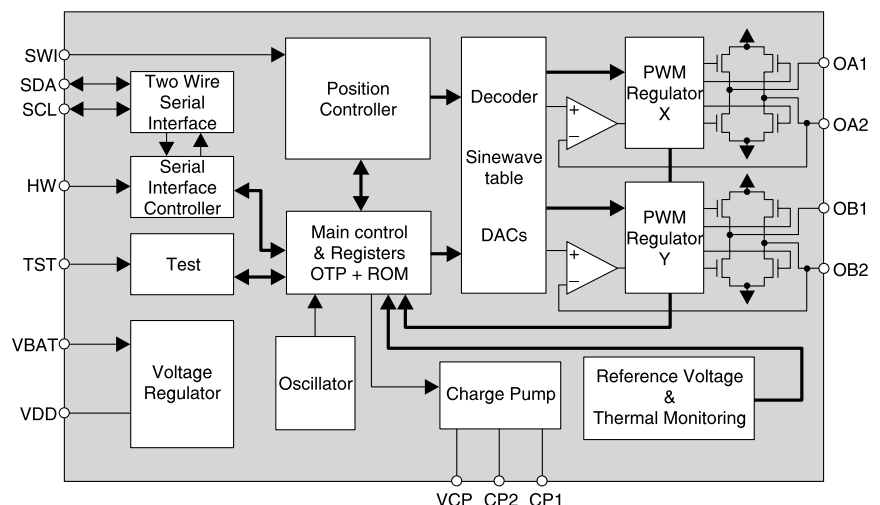 SWI
SDA
SCL
HW
TST
VBAT
VDD
Two Wire
Serial
Interface
Serial
Interface
Controller
Test
Voltage
Regulator
Position
Controller
Main control
& Registers
OTP + ROM
Oscillator
Decoder
Sinewave
table
DACs
+
−
+
−
PWM
Regulator
X
PWM
Regulator
Y
Charge Pump
Reference Voltage
&
Thermal Monitoring
OA1
OA2
OB1
OB2
VCP CP2 CP1